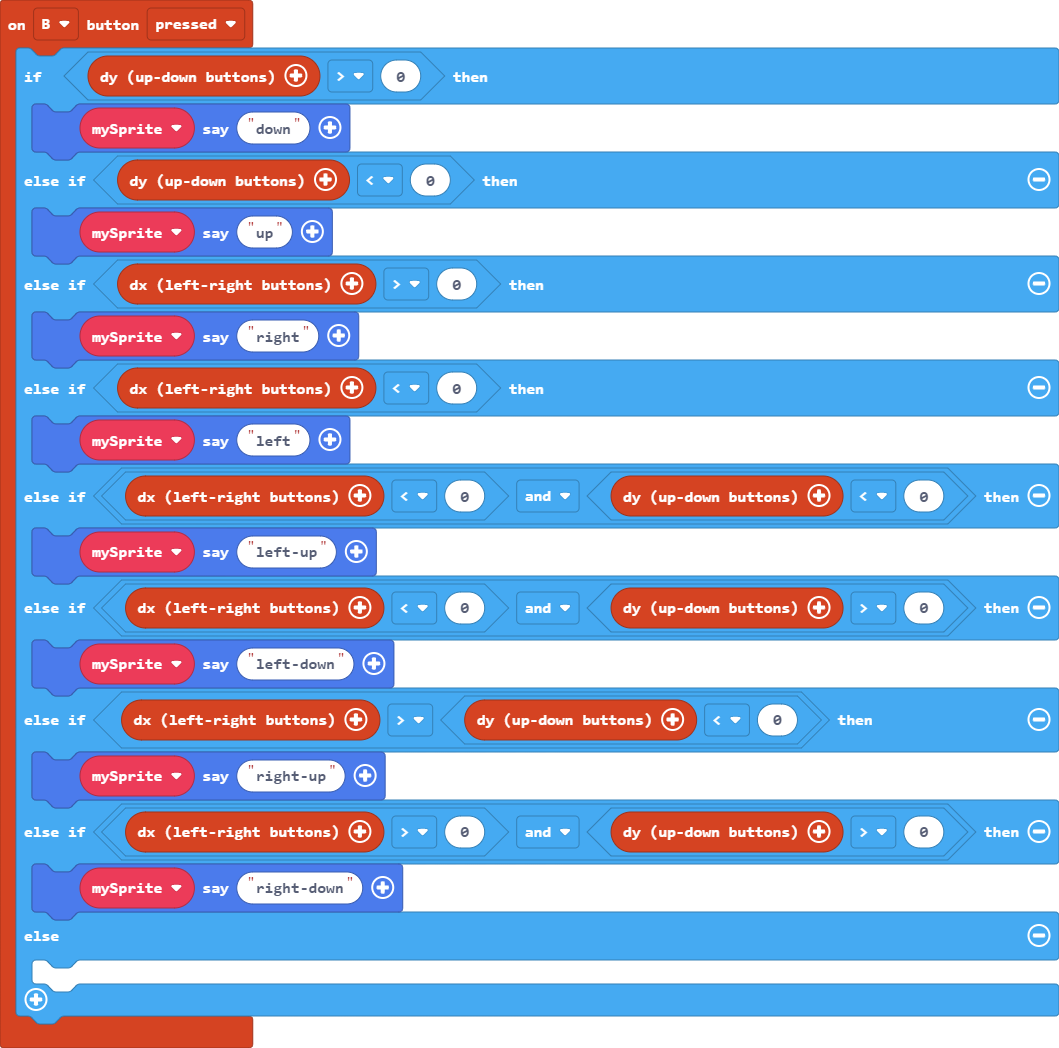 on B button pressed
if dy (up-down buttons) > 0 then
mySprite say "down"
else if dy (up-down buttons) < 0 then
mySprite say "up"
else if dx (left-right buttons) > 0 then
mySprite say "right"
else if dx (left-right buttons) < 0 then
mySprite say "left"
else if dx (left-right buttons) < 0 and dy (up-down buttons) < 0 then
mySprite say "left-up"
else if dx (left-right buttons) < 0 and dy (up-down buttons) > 0 then
mySprite say "left-down"
else if dx (left-right buttons) > dy (up-down buttons) < 0 then
mySprite say "right-up"
else if dx (left-right buttons) > 0 and dy (up-down buttons) > 0 then
mySprite say "right-down"
else